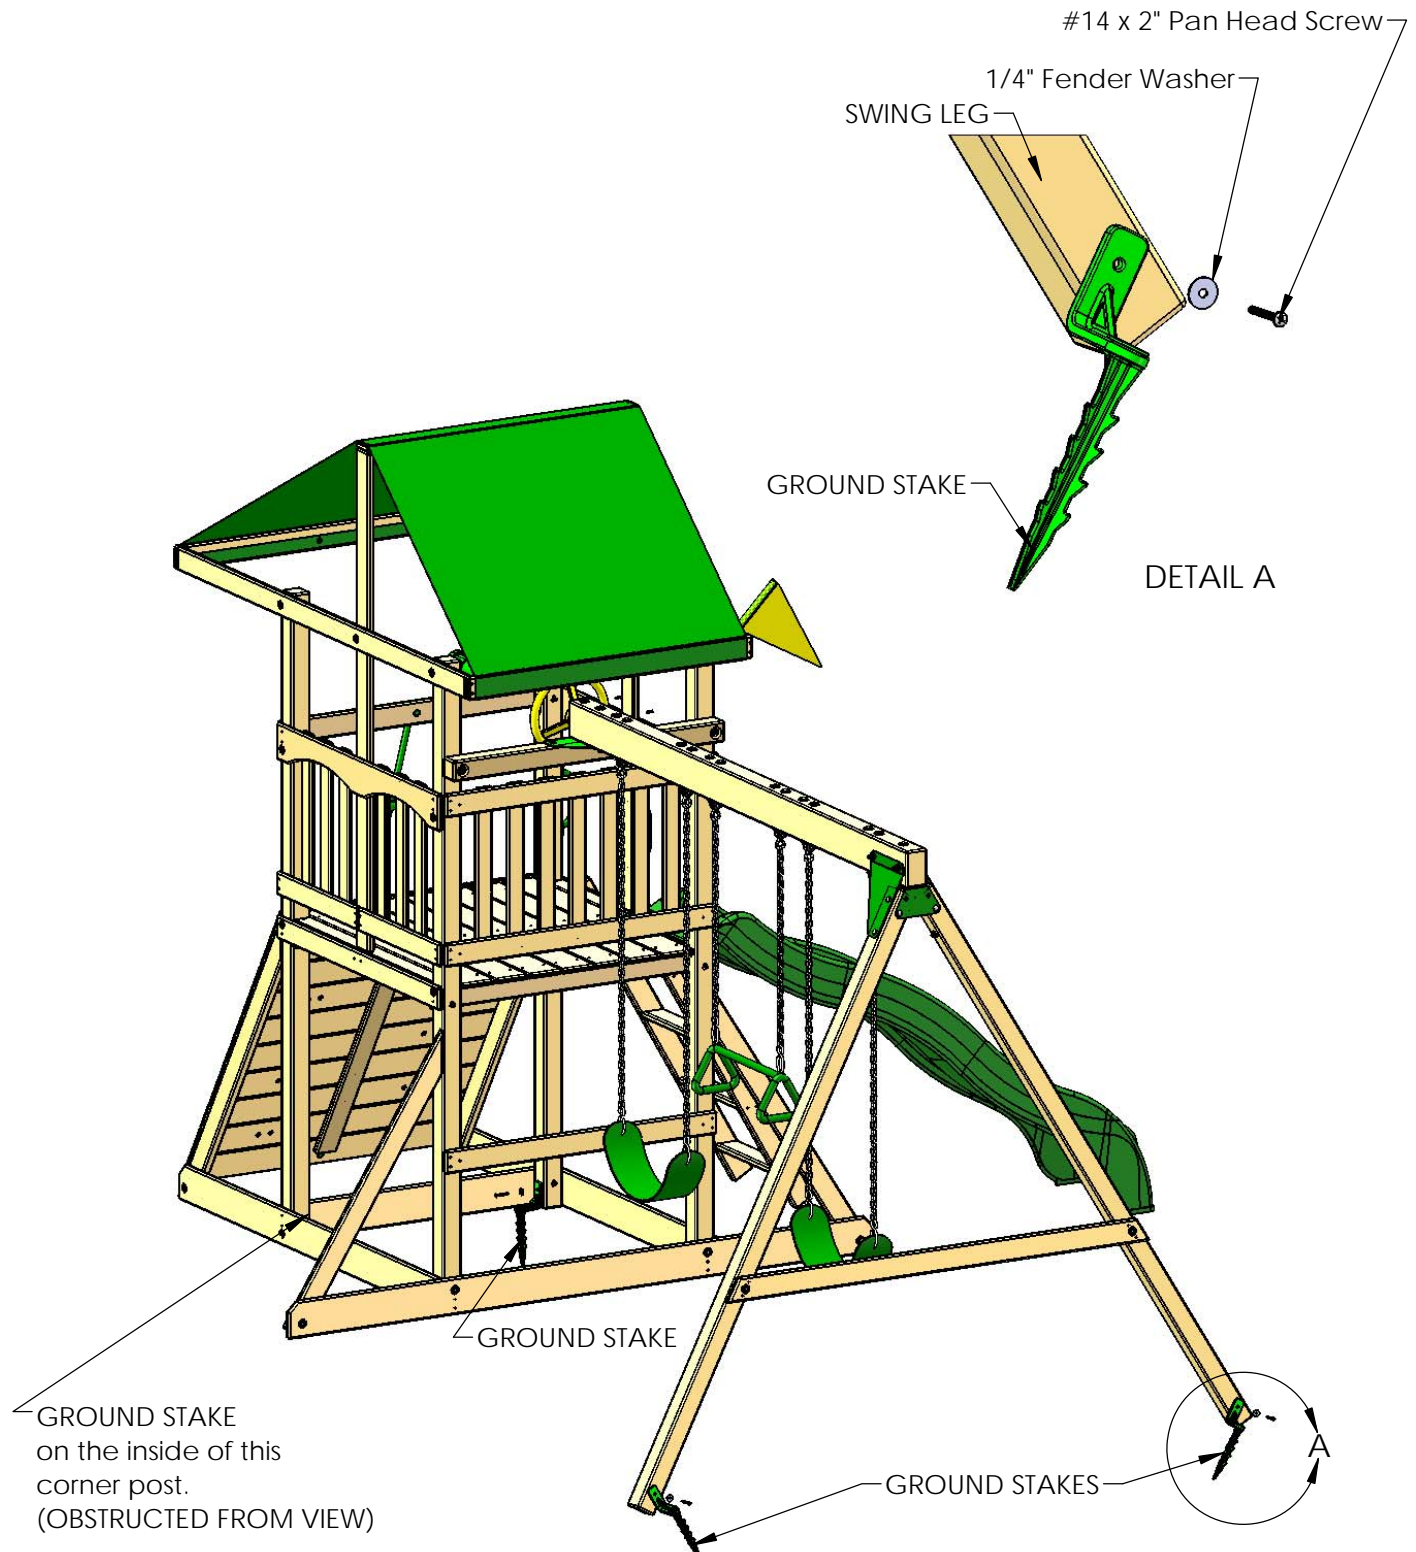 #14 x 2" Pan Head Screw
1/4" Fender Washer
SWING LEG
GROUND STAKE
DETAIL A
GROUND STAKE
GROUND STAKE
on the inside of this
corner post.
(OBSTRUCTED FROM VIEW)
GROUND STAKES
A